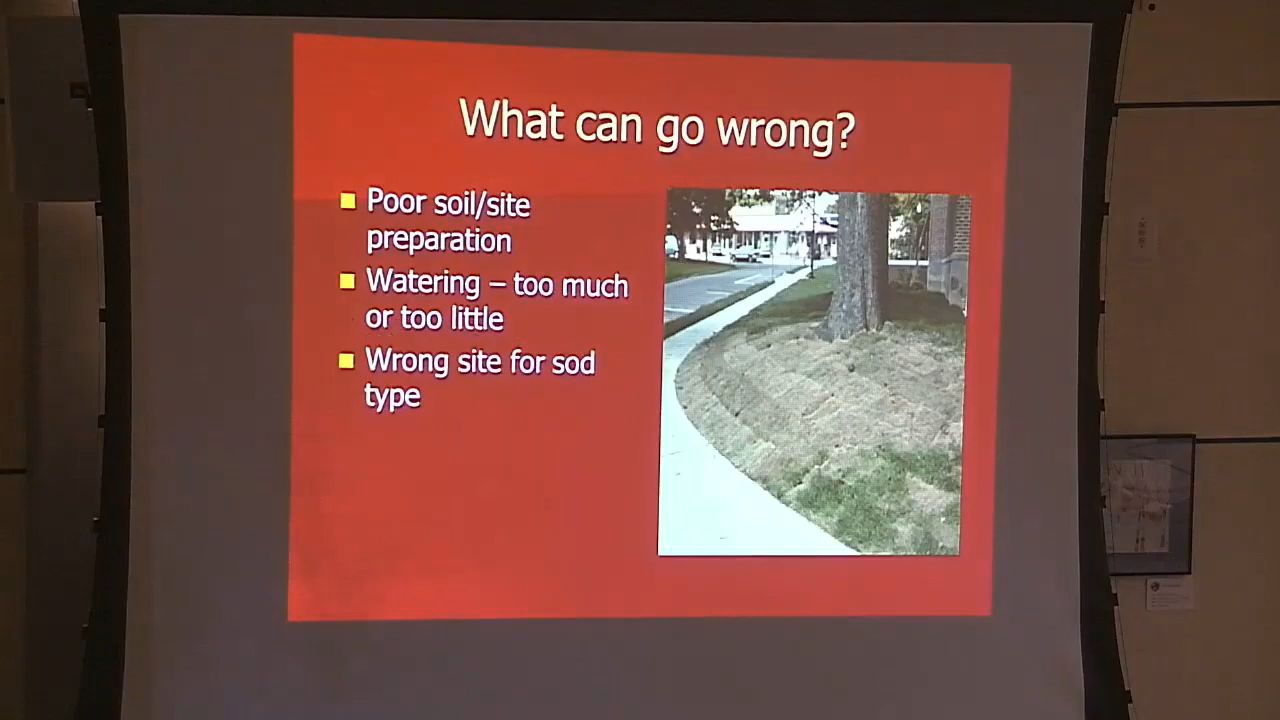 What can go wrong?
Poor soil/site
preparation
Watering – too much
or too little
Wrong site for sod
type